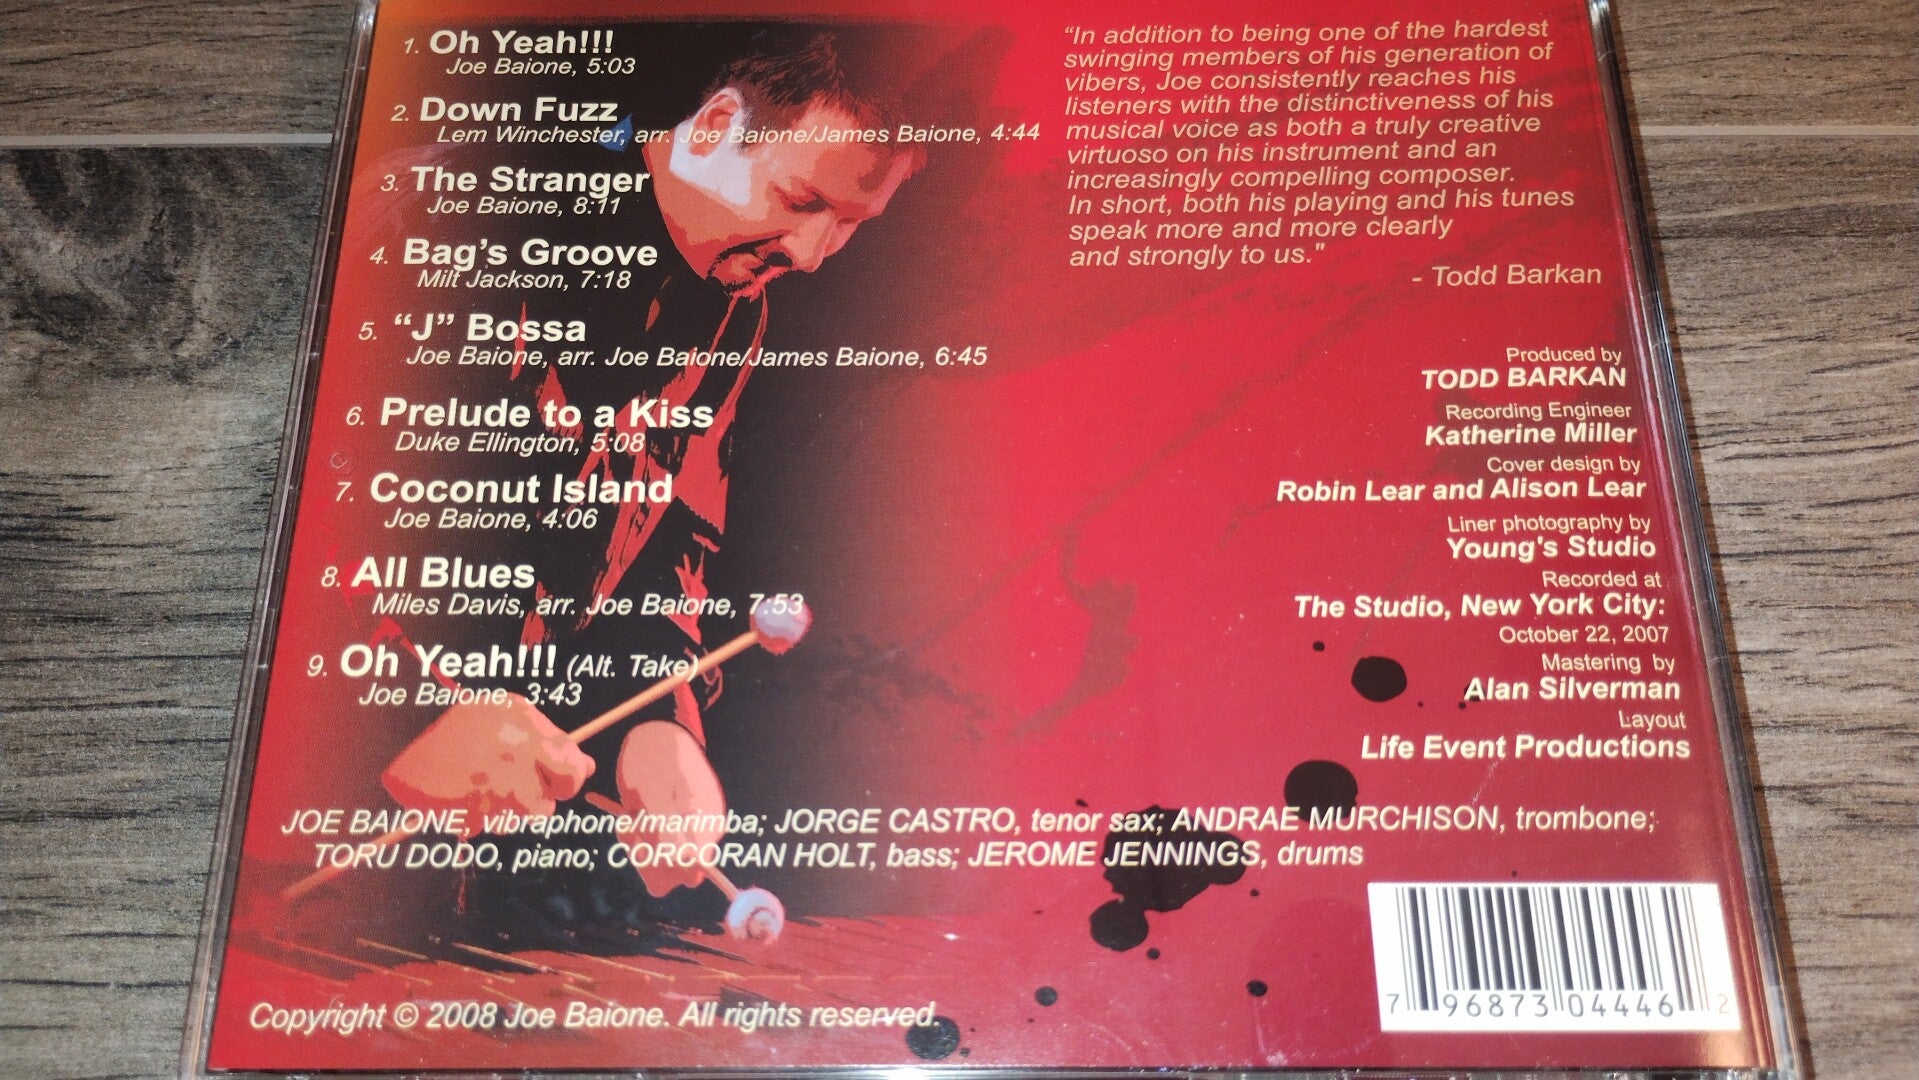 1. Oh Yeah!!!
Joe Baione, 5:03
2. Down Fuzz
Lem Winchester, arr. Joe Baione/James Baione, 4:44
3. The Stranger
Joe Baione, 8:11
4. Bag's Groove
Milt Jackson, 7:18
5. "J" Bossa
Joe Baione, arr. Joe Baione/James Baione, 6:45
6. Prelude to a Kiss
Duke Ellington, 5:08
7. Coconut Island
Joe Baione, 4:06
8. All Blues
Miles Davis, arr. Joe Baione, 7:53
9. Oh Yeah!!! (Alt. Take)
Joe Baione, 3:43
"In addition to being one of the hardest
swinging members of his generation of
vibers, Joe consistently reaches his
listeners with the distinctiveness of his
musical voice as both a truly creative
virtuoso on his instrument and an
increasingly compelling composer.
In short, both his playing and his tunes
speak more and more clearly
and strongly to us."
- Todd Barkan
Produced by
TODD BARKAN
Recording Engineer
Katherine Miller
Cover design by
Robin Lear and Alison Lear
Liner photography by
Young's Studio
Recorded at
The Studio, New York City:
October 22, 2007
Mastering by
Alan Silverman
Layout
Life Event Productions
JOE BAIONE, vibraphone/marimba; JORGE CASTRO, tenor sax; ANDRAE MURCHISON, trombone;
TORU DODO, piano; CORCORAN HOLT, bass; JEROME JENNINGS, drums
7 96873 04446 2
Copyright © 2008 Joe Baione. All rights reserved.